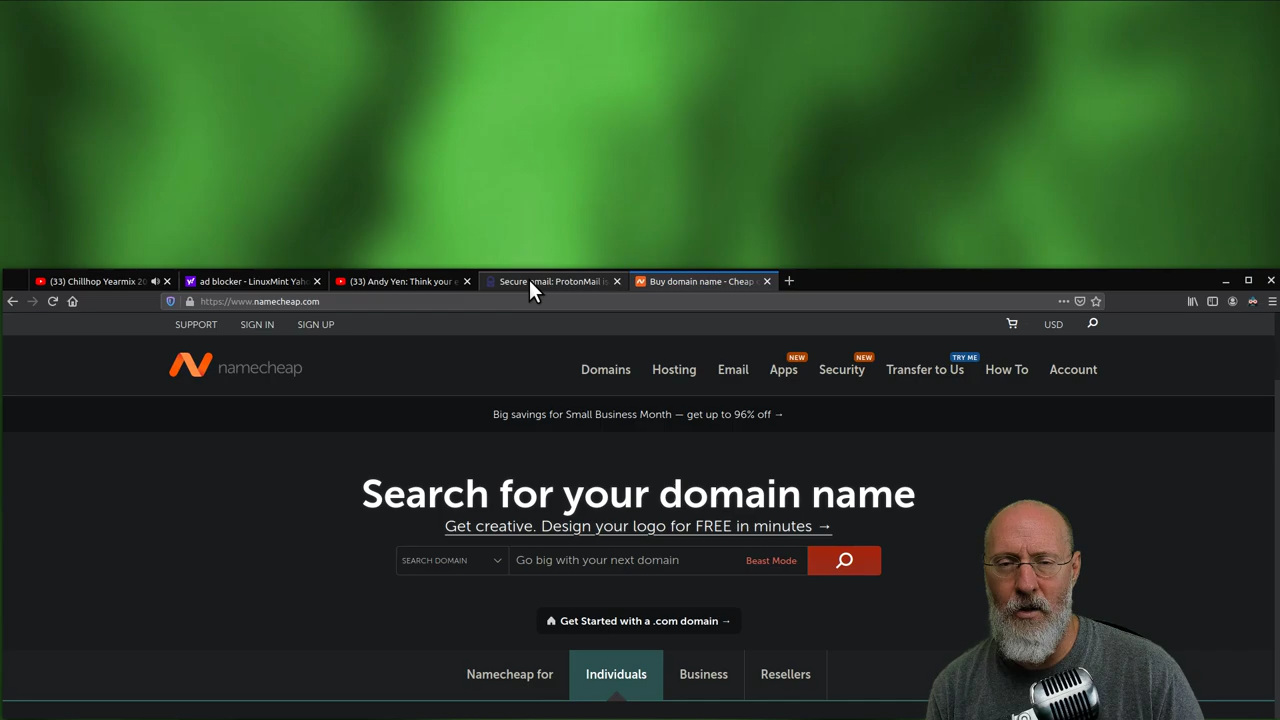 (33) Chillhop Yearmix 20
ad blocker - LinuxMint Yaho
(33) Andy Yen: Think your e
Secure email: ProtonMail is
Buy domain name - Cheap
https://www.namecheap.com
SUPPORT SIGN IN SIGN UP USD
namecheap
NEW NEW TRY ME
Domains Hosting Email Apps Security Transfer to Us How To Account
Big savings for Small Business Month — get up to 96% off →
Search for your domain name
Get creative. Design your logo for FREE in minutes →
SEARCH DOMAIN Go big with your next domain Beast Mode
Get Started with a .com domain →
Namecheap for Individuals Business Resellers